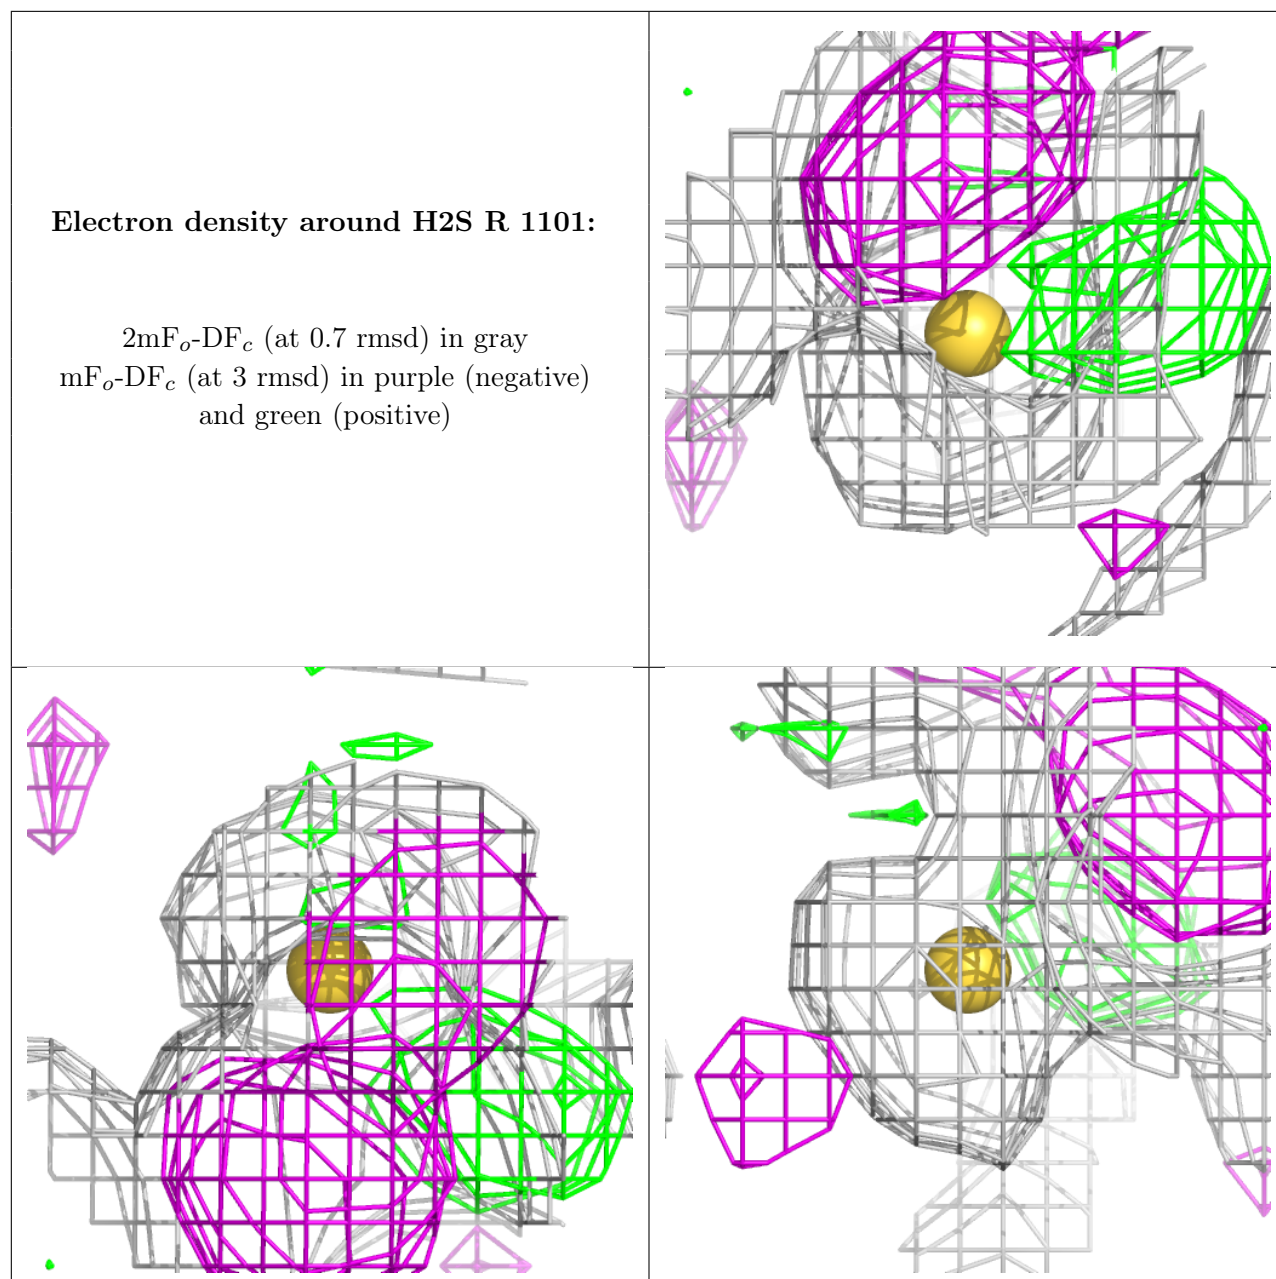 Electron density around H2S R 1101:
2mFo-DFc (at 0.7 rmsd) in gray
mFo-DFc (at 3 rmsd) in purple (negative)
and green (positive)